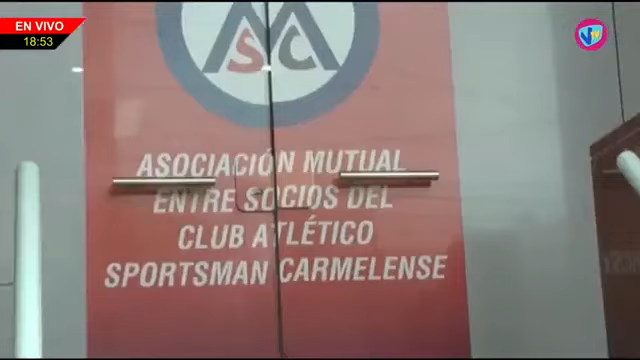 EN VIVO
18:53
M
SC
ASOCIACIÓN MUTUAL
ENTRE SOCIOS DEL
CLUB ATLÉTICO
SPORTSMAN CARMELENSE